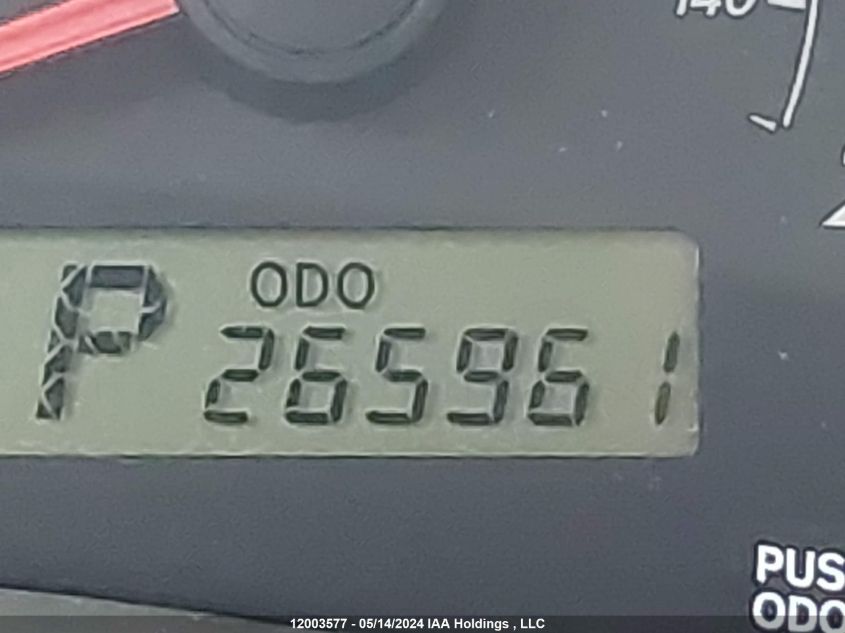 140
P ODO
265961
PUS
ODO
12003577 - 05/14/2024 IAA Holdings , LLC